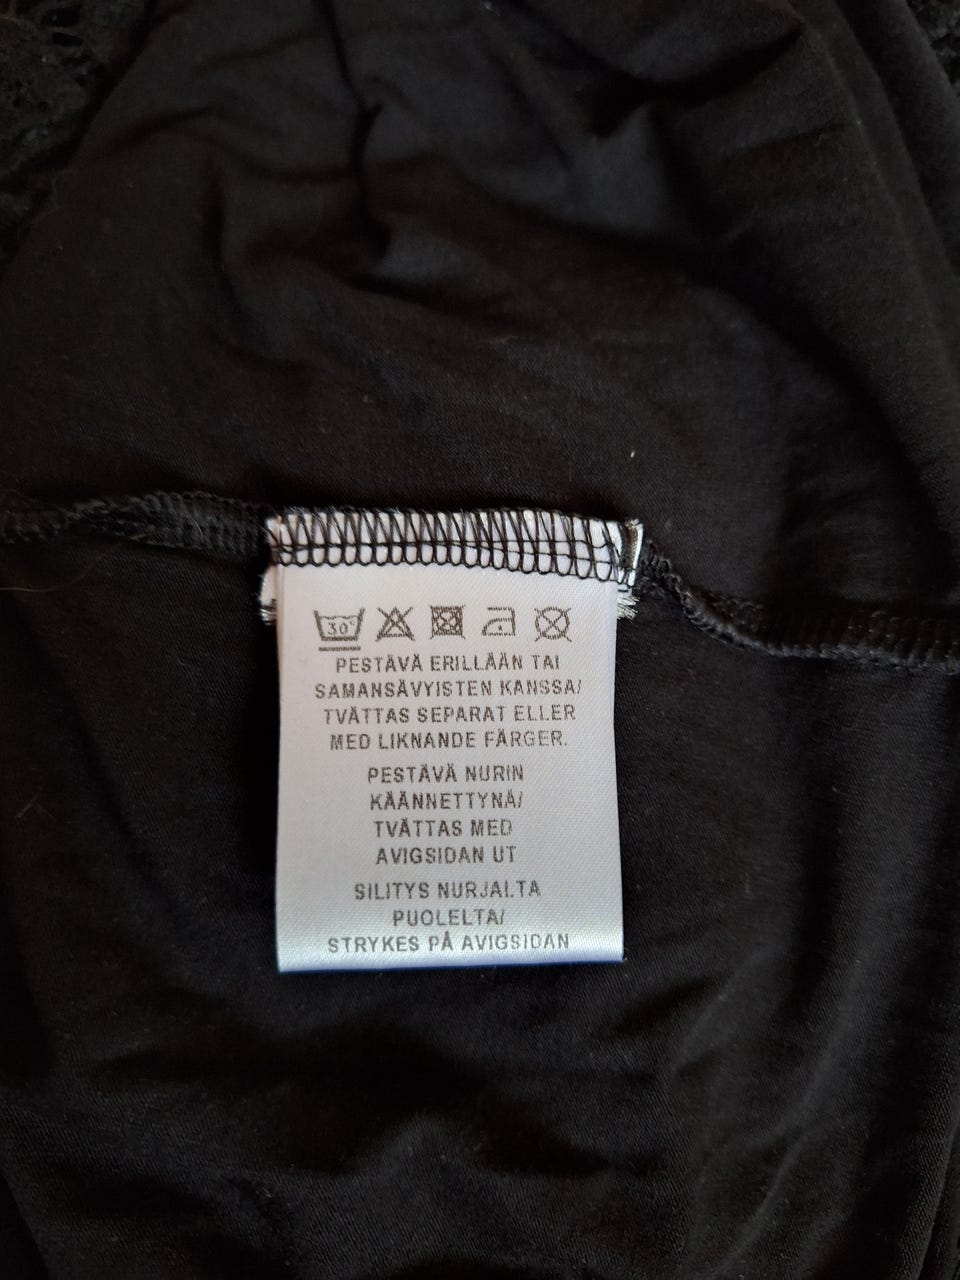 30°
PESTÄVÄ ERILLÄÄN TAI
SAMANSÄVYISTEN KANSSA/
TVÄTTAS SEPARAT ELLER
MED LIKNANDE FÄRGER.
PESTÄVÄ NURIN
KÄÄNNETTYNÄ/
TVÄTTAS MED
AVIGSIDAN UT
SILITYS NURJALTA
PUOLELTA/
STRYKES PÅ AVIGSIDAN